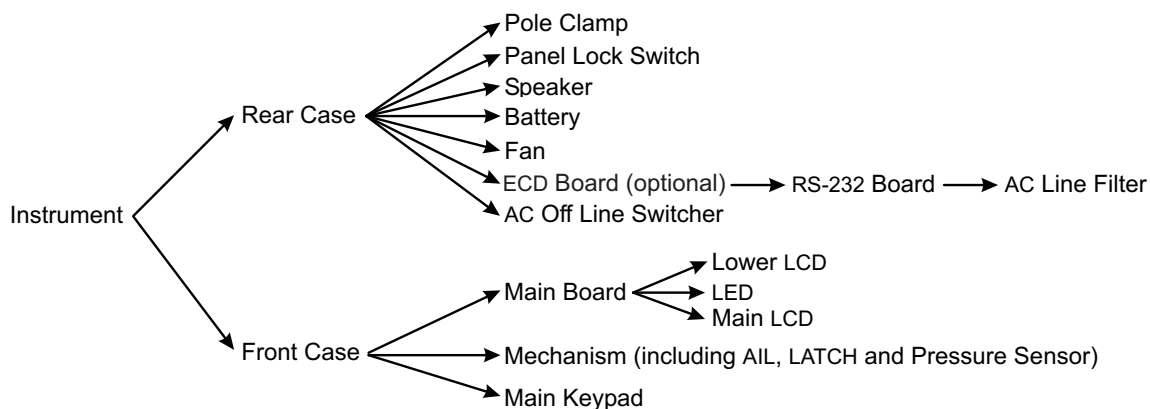 Pole Clamp
Panel Lock Switch
Speaker
Rear Case
Battery
Fan
ECD Board (optional)
RS-232 Board
AC Line Filter
AC Off Line Switcher
Instrument
Lower LCD
Main Board
LED
Main LCD
Front Case
Mechanism (including AIL, LATCH and Pressure Sensor)
Main Keypad